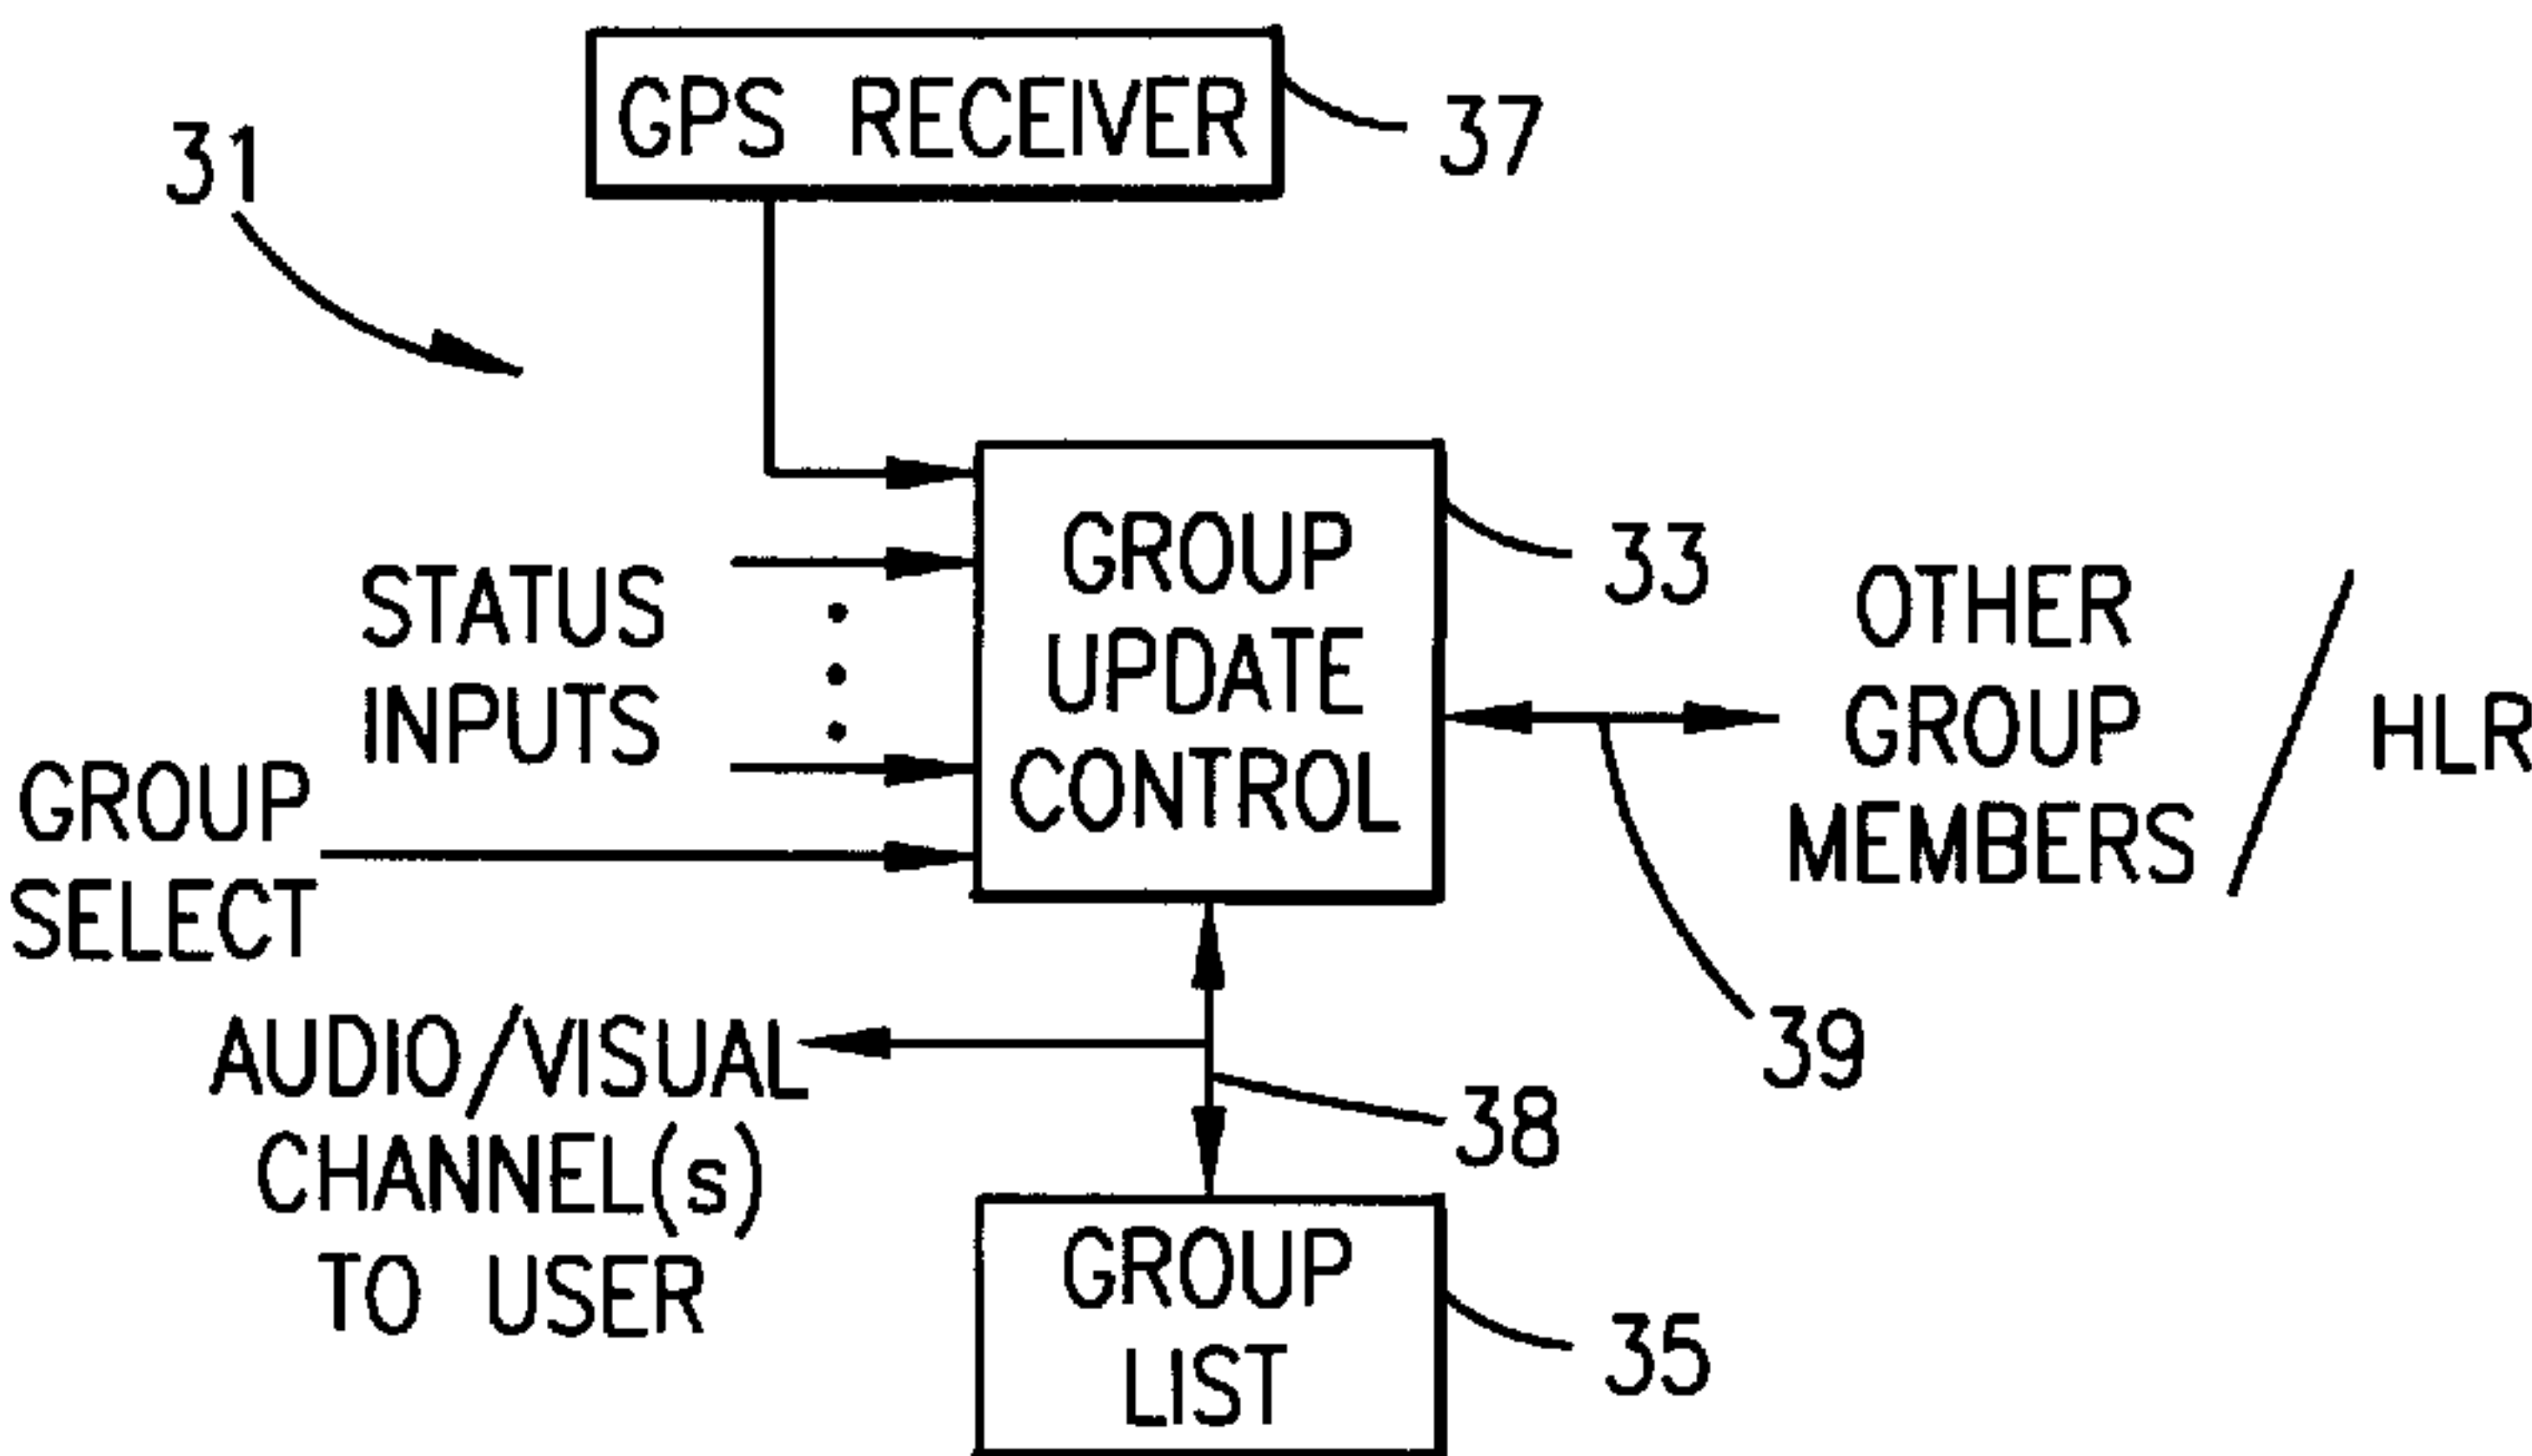 GPS RECEIVER
37
31
GROUP
UPDATE
CONTROL
33
STATUS
INPUTS
GROUP
SELECT
OTHER
GROUP
MEMBERS
/ HLR
39
AUDIO/VISUAL
CHANNEL(s)
TO USER
38
GROUP
LIST
35